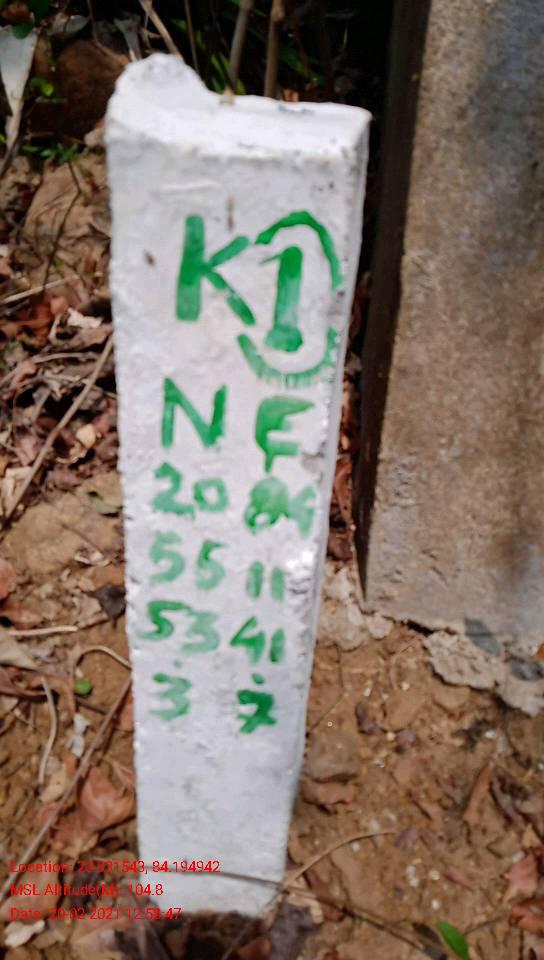 K1
N E
20 84
55 11
53 41
.3 .7
Location: 20.931543, 84.194942
MSL Altitude(M): 104.8
Date: 20-02-2021 12:53:47